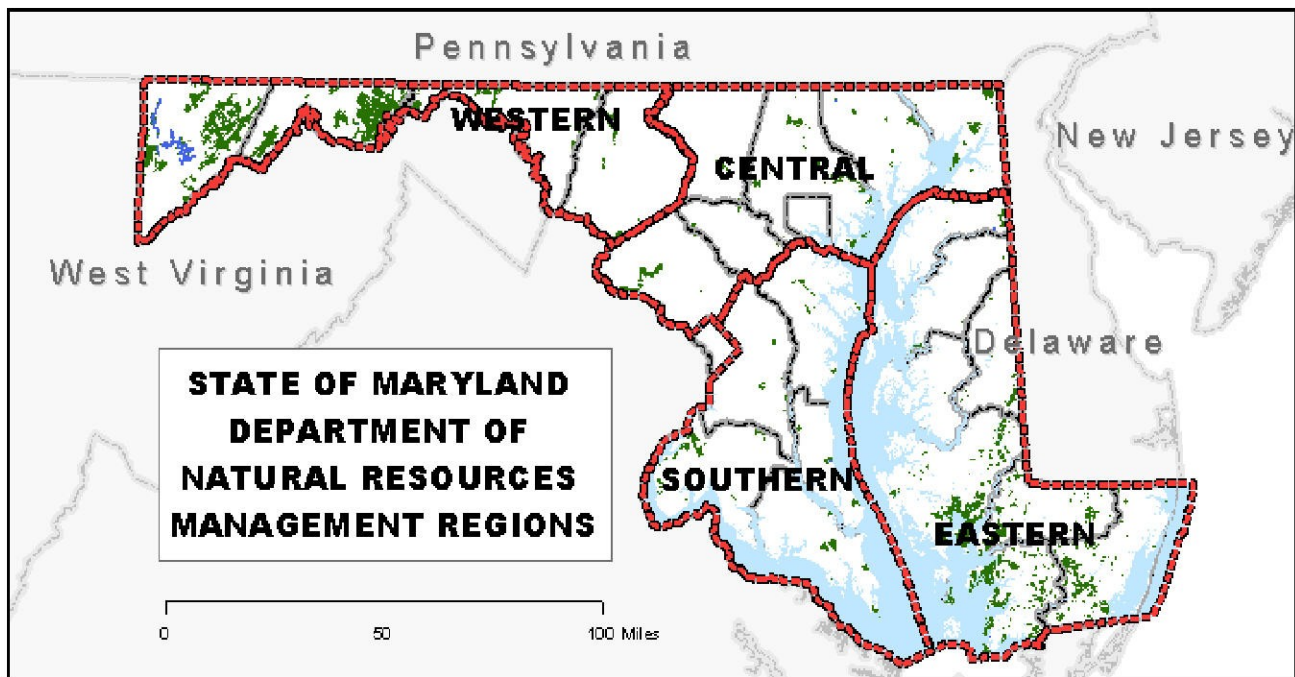 Pennsylvania
WESTERN
New Jersey
CENTRAL
West Virginia
Delaware
STATE OF MARYLAND
DEPARTMENT OF
NATURAL RESOURCES
MANAGEMENT REGIONS
SOUTHERN
EASTERN
0 50 100 Miles